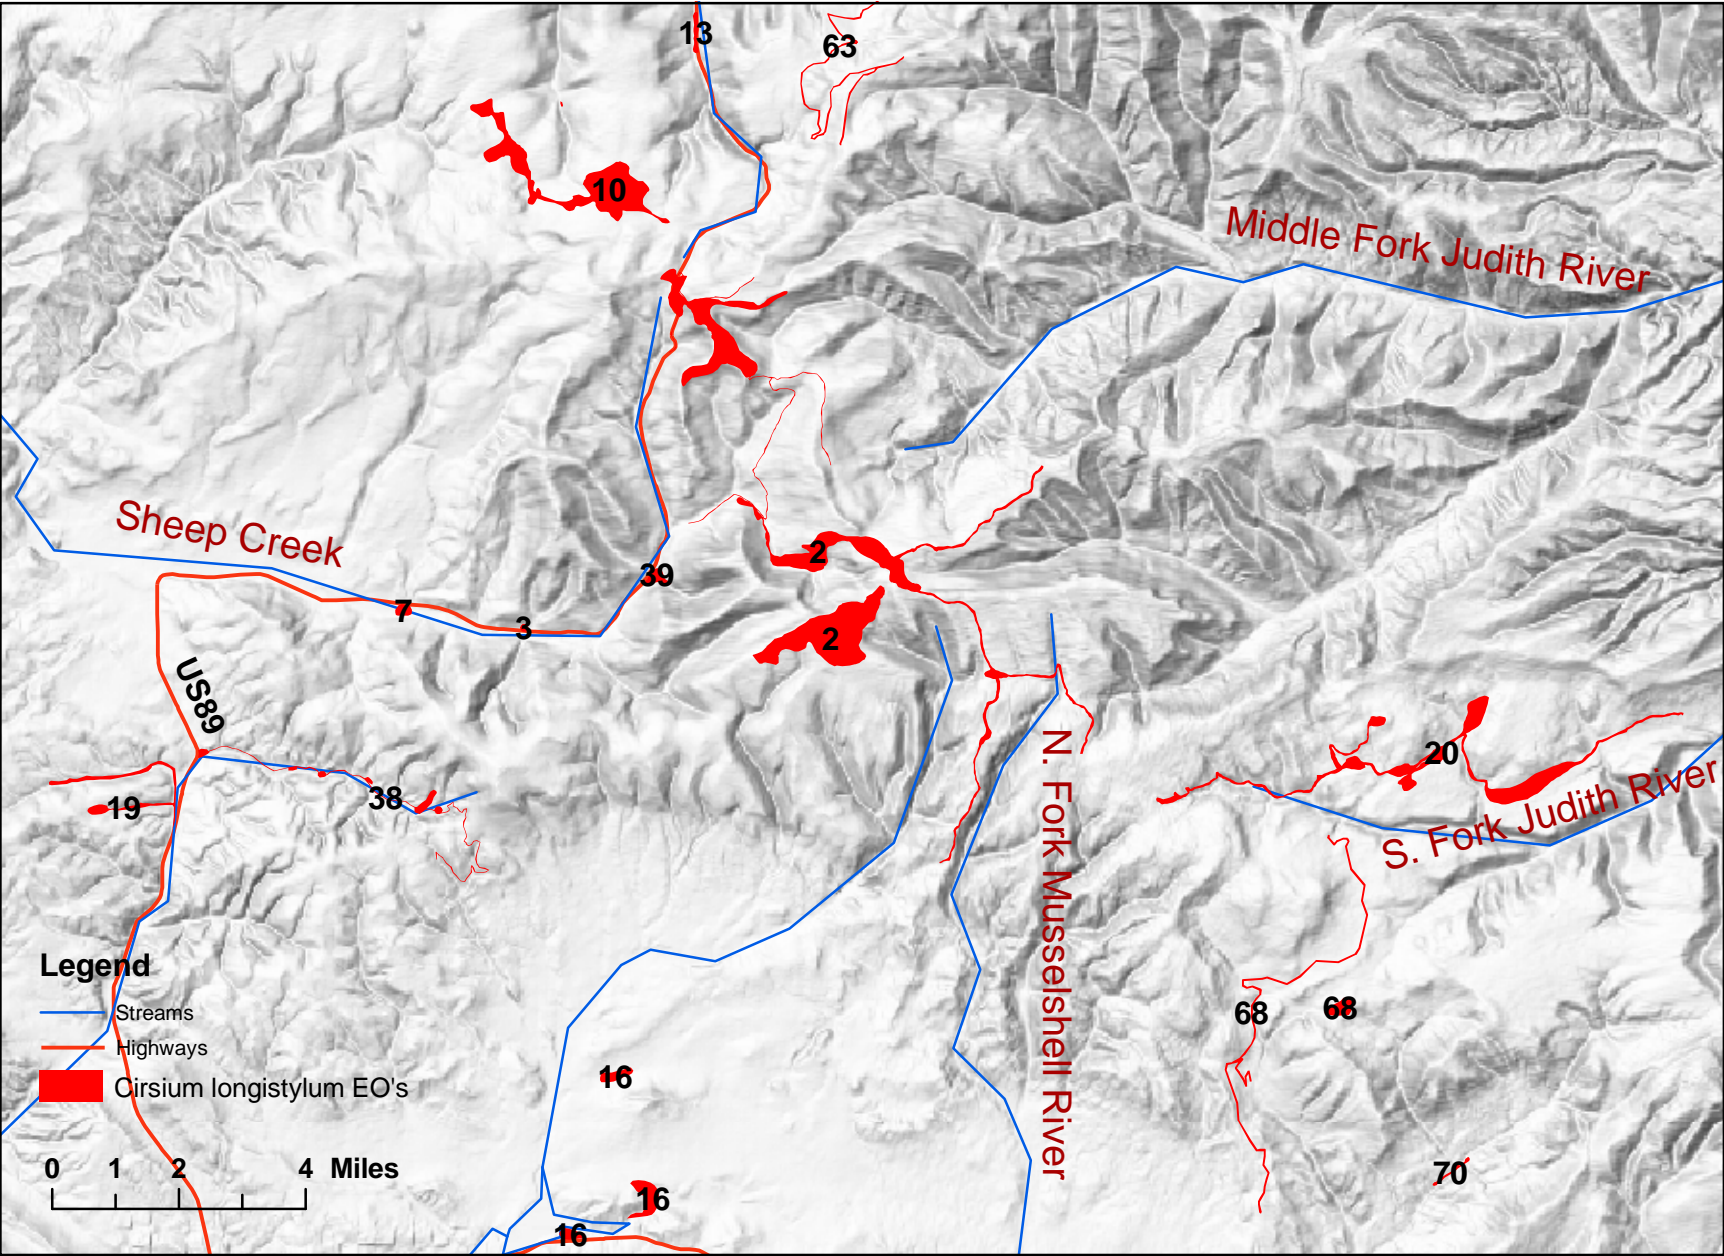 13
63
10
Middle Fork Judith River
Sheep Creek
2
39
7
3
2
US89
N. Fork Musselshell River
20
S. Fork Judith River
19
38
Legend
Streams
Highways
Cirsium longistylum EO's
68
68
16
0 1 2 4 Miles
70
16
16